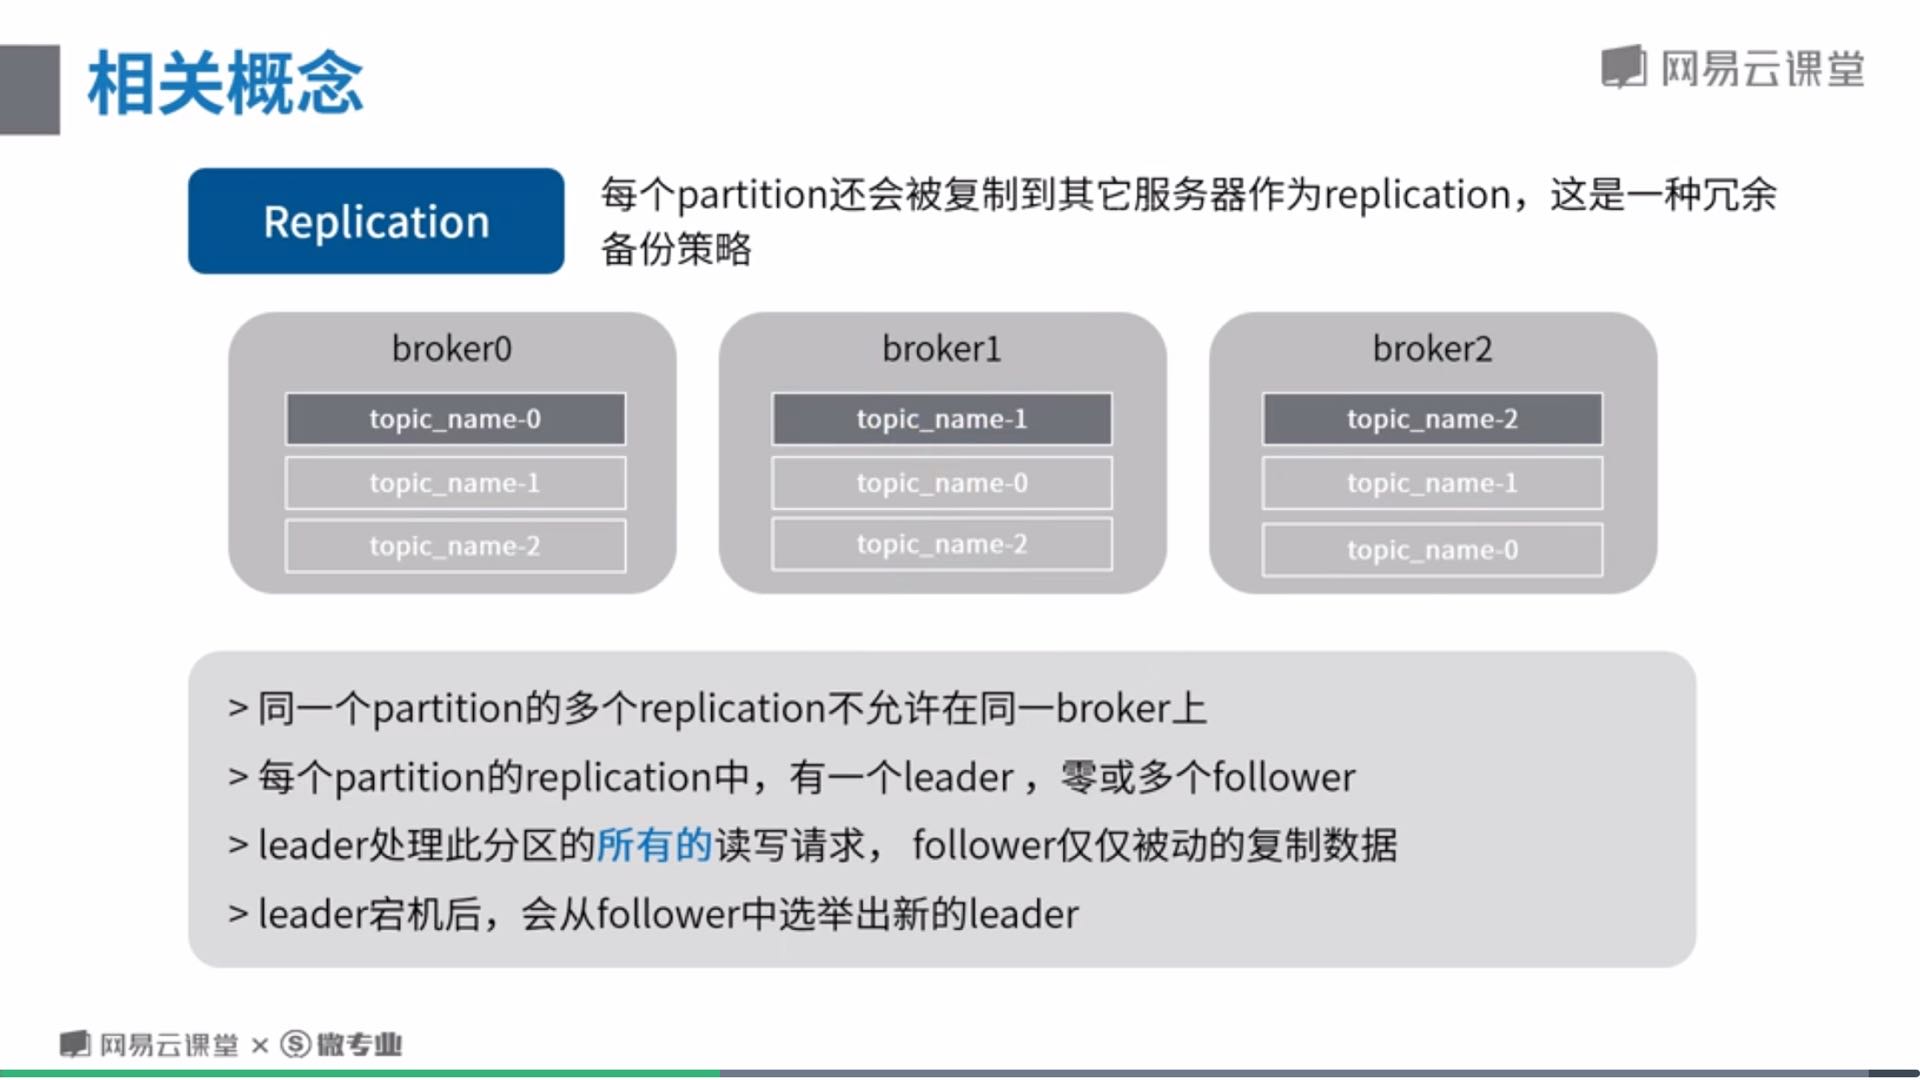 相关概念
网易云课堂
Replication
每个partition还会被复制到其它服务器作为replication，这是一种冗余
备份策略
broker0
topic_name-0
topic_name-1
topic_name-2
broker1
topic_name-1
topic_name-0
topic_name-2
broker2
topic_name-2
topic_name-1
topic_name-0
> 同一个partition的多个replication不允许在同一broker上
> 每个partition的replication中，有一个leader ，零或多个follower
> leader处理此分区的所有的读写请求， follower仅仅被动的复制数据
> leader宕机后，会从follower中选举出新的leader
网易云课堂 × Ⓢ微专业